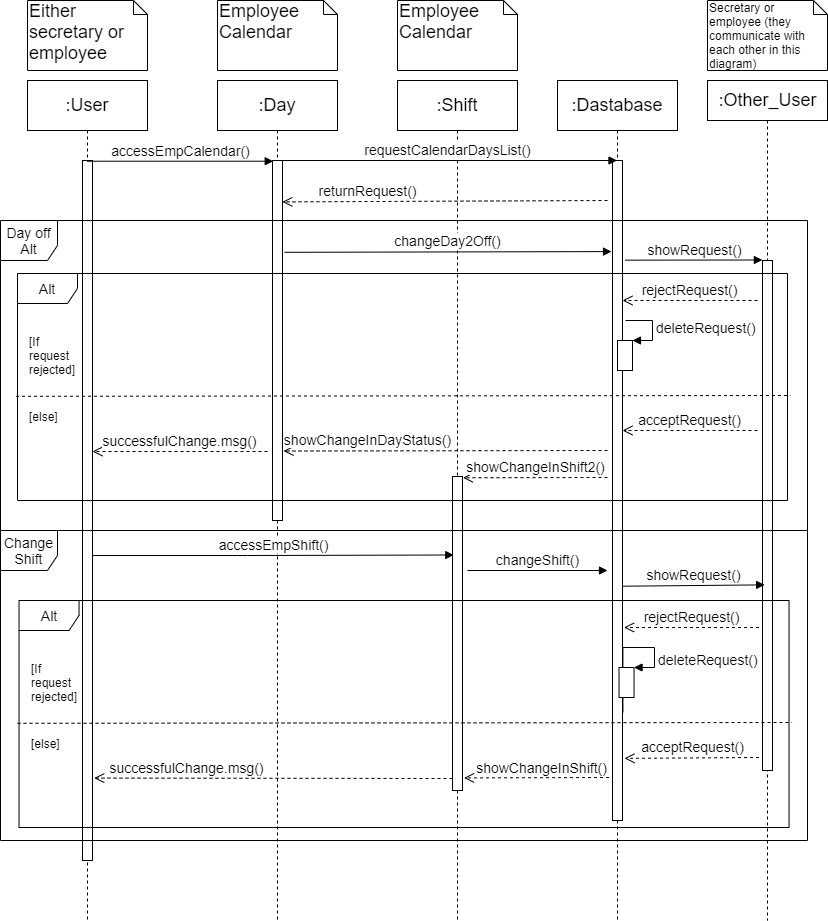 Either
secretary or
employee
Employee
Calendar
Employee
Calendar
Secretary or
employee (they
communicate with
each other in this
diagram)
:User
:Day
:Shift
:Dastabase
:Other_User
accessEmpCalendar()
requestCalendarDaysList()
returnRequest()
Day off
Alt
changeDay2Off()
showRequest()
Alt
rejectRequest()
deleteRequest()
[If
request
rejected]
[else]
acceptRequest()
successfulChange.msg()
showChangeInDayStatus()
showChangeInShift2()
Change
Shift
accessEmpShift()
changeShift()
showRequest()
Alt
rejectRequest()
deleteRequest()
[If
request
rejected]
[else]
acceptRequest()
successfulChange.msg()
showChangeInShift()